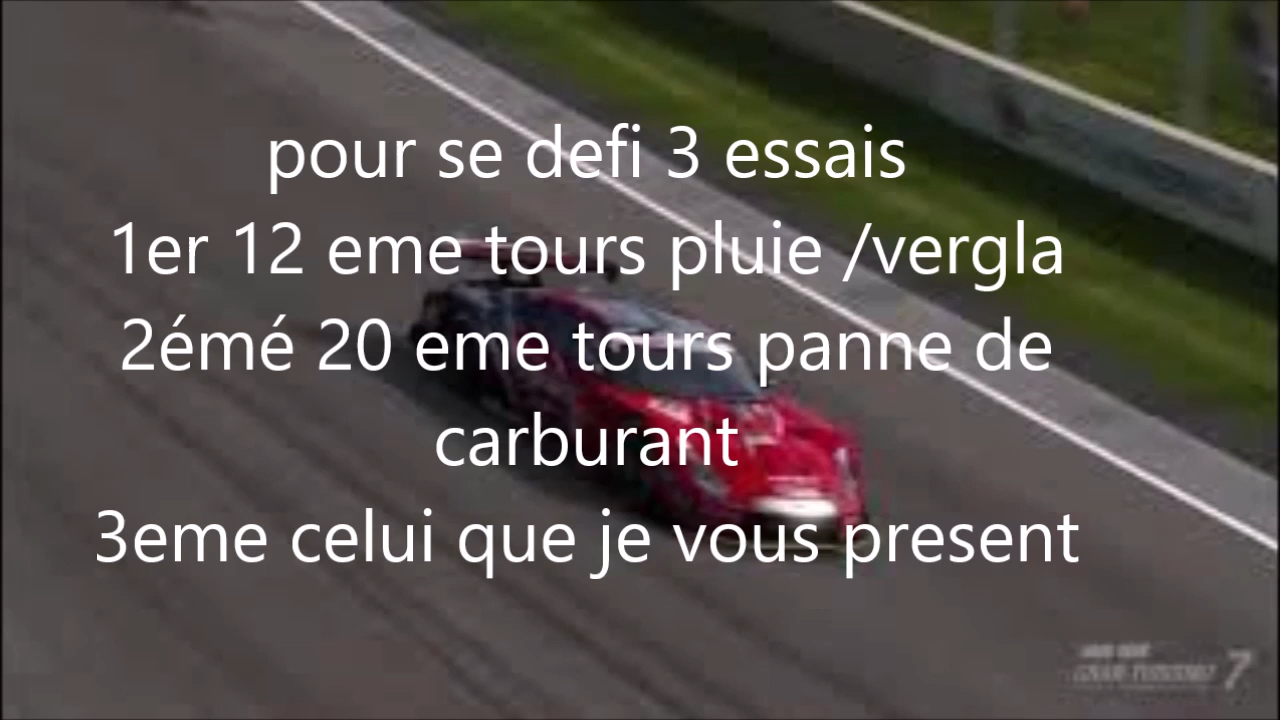 pour se defi 3 essais
1er 12 eme tours pluie /vergla
2émé 20 eme tours panne de
carburant
3eme celui que je vous present
7